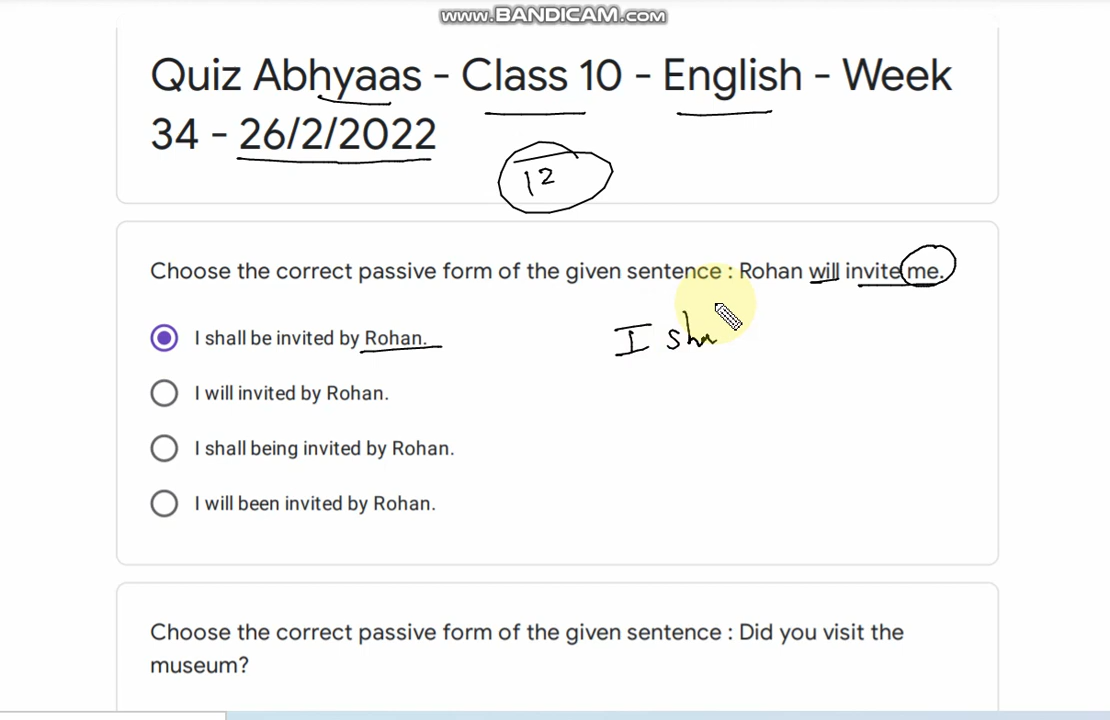 www.BANDICAM.com
Quiz Abhyaas - Class 10 - English - Week
34 - 26/2/2022
12
Choose the correct passive form of the given sentence : Rohan will invite me.
I shall be invited by Rohan.
I sha
I will invited by Rohan.
I shall being invited by Rohan.
I will been invited by Rohan.
Choose the correct passive form of the given sentence : Did you visit the
museum?